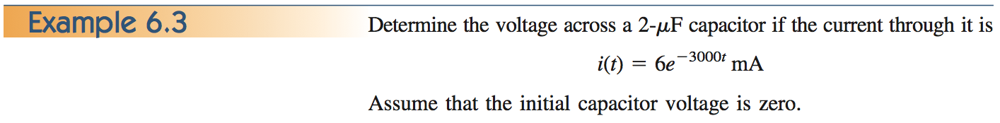 Example 6.3
Determine the voltage across a 2-μF capacitor if the current through it is
i(t) = 6e^{−3000t} mA
Assume that the initial capacitor voltage is zero.